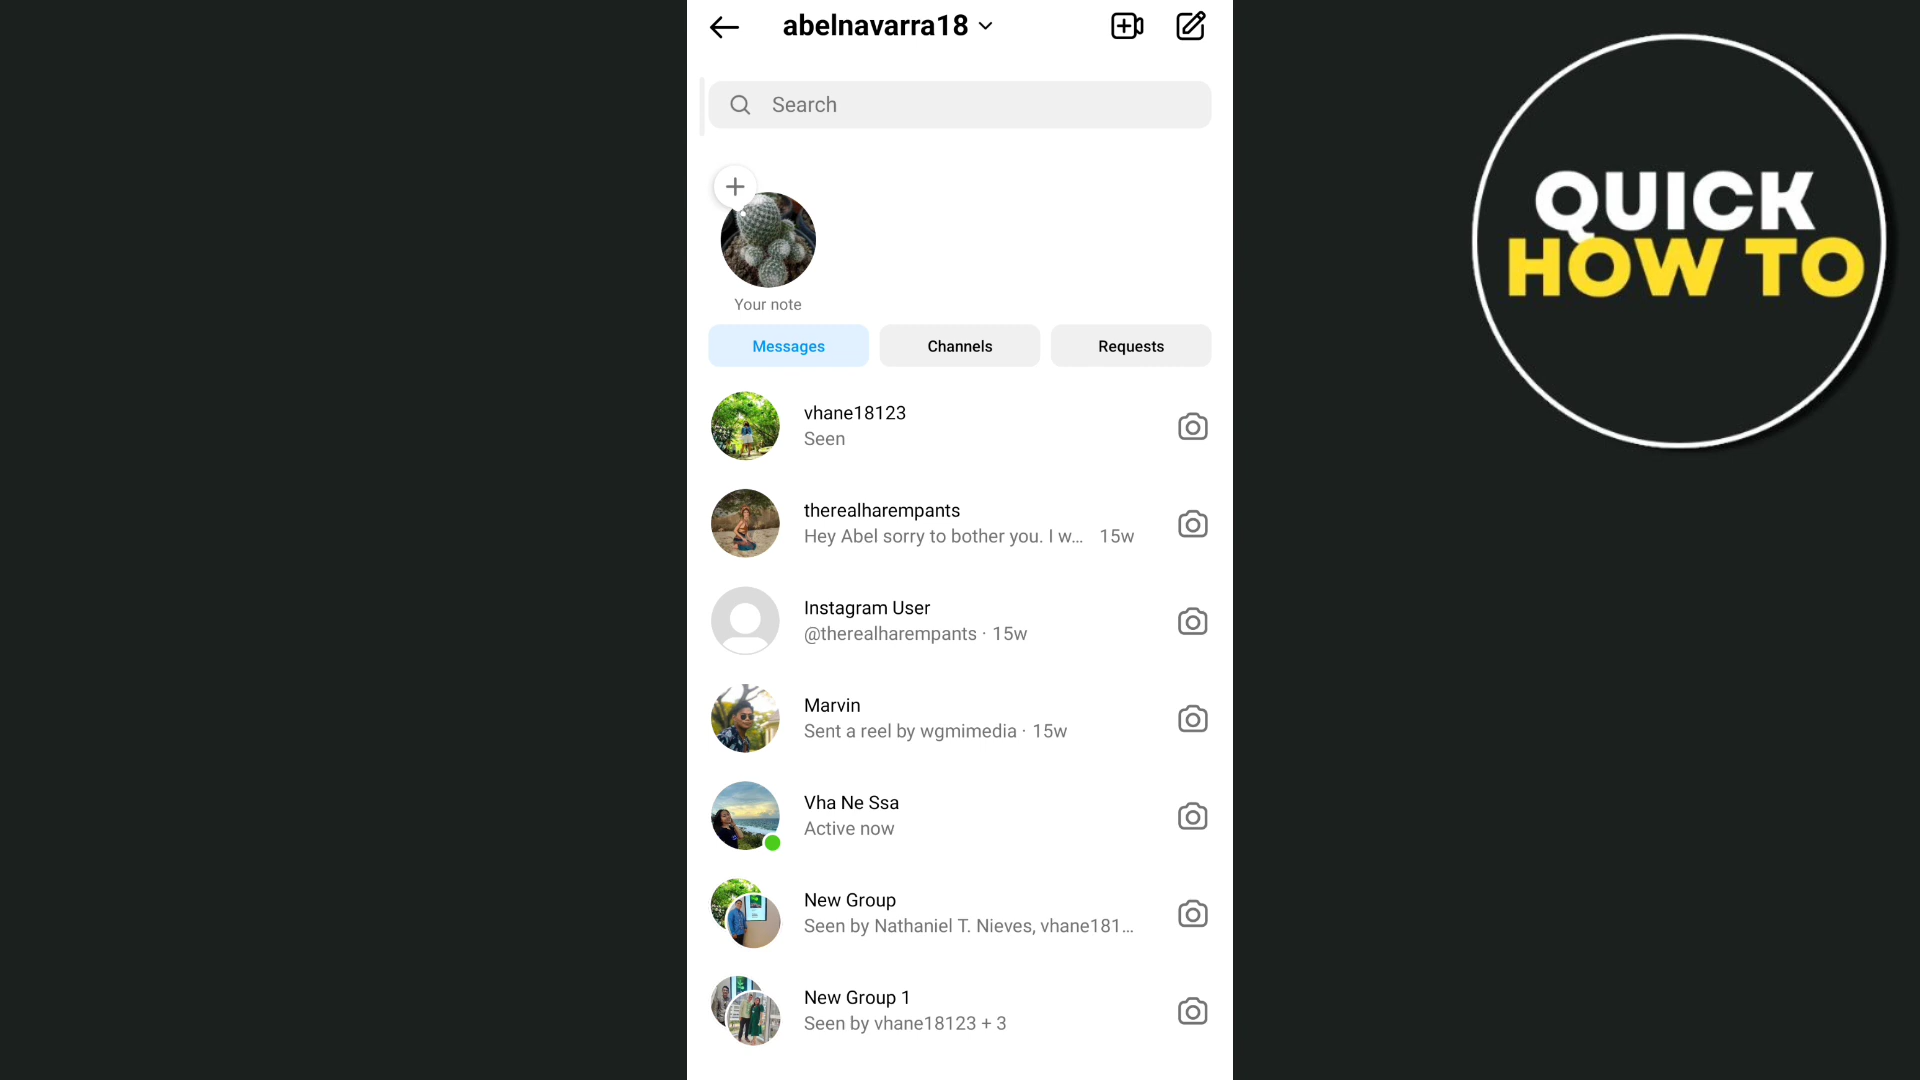 abelnavarra18
Search
Your note
Messages
Channels
Requests
vhane18123
Seen
therealharempants
Hey Abel sorry to bother you. I w... 15w
Instagram User
@therealharempants · 15w
Marvin
Sent a reel by wgmimedia · 15w
Vha Ne Ssa
Active now
New Group
Seen by Nathaniel T. Nieves, vhane181...
New Group 1
Seen by vhane18123 + 3
QUICK
HOW TO